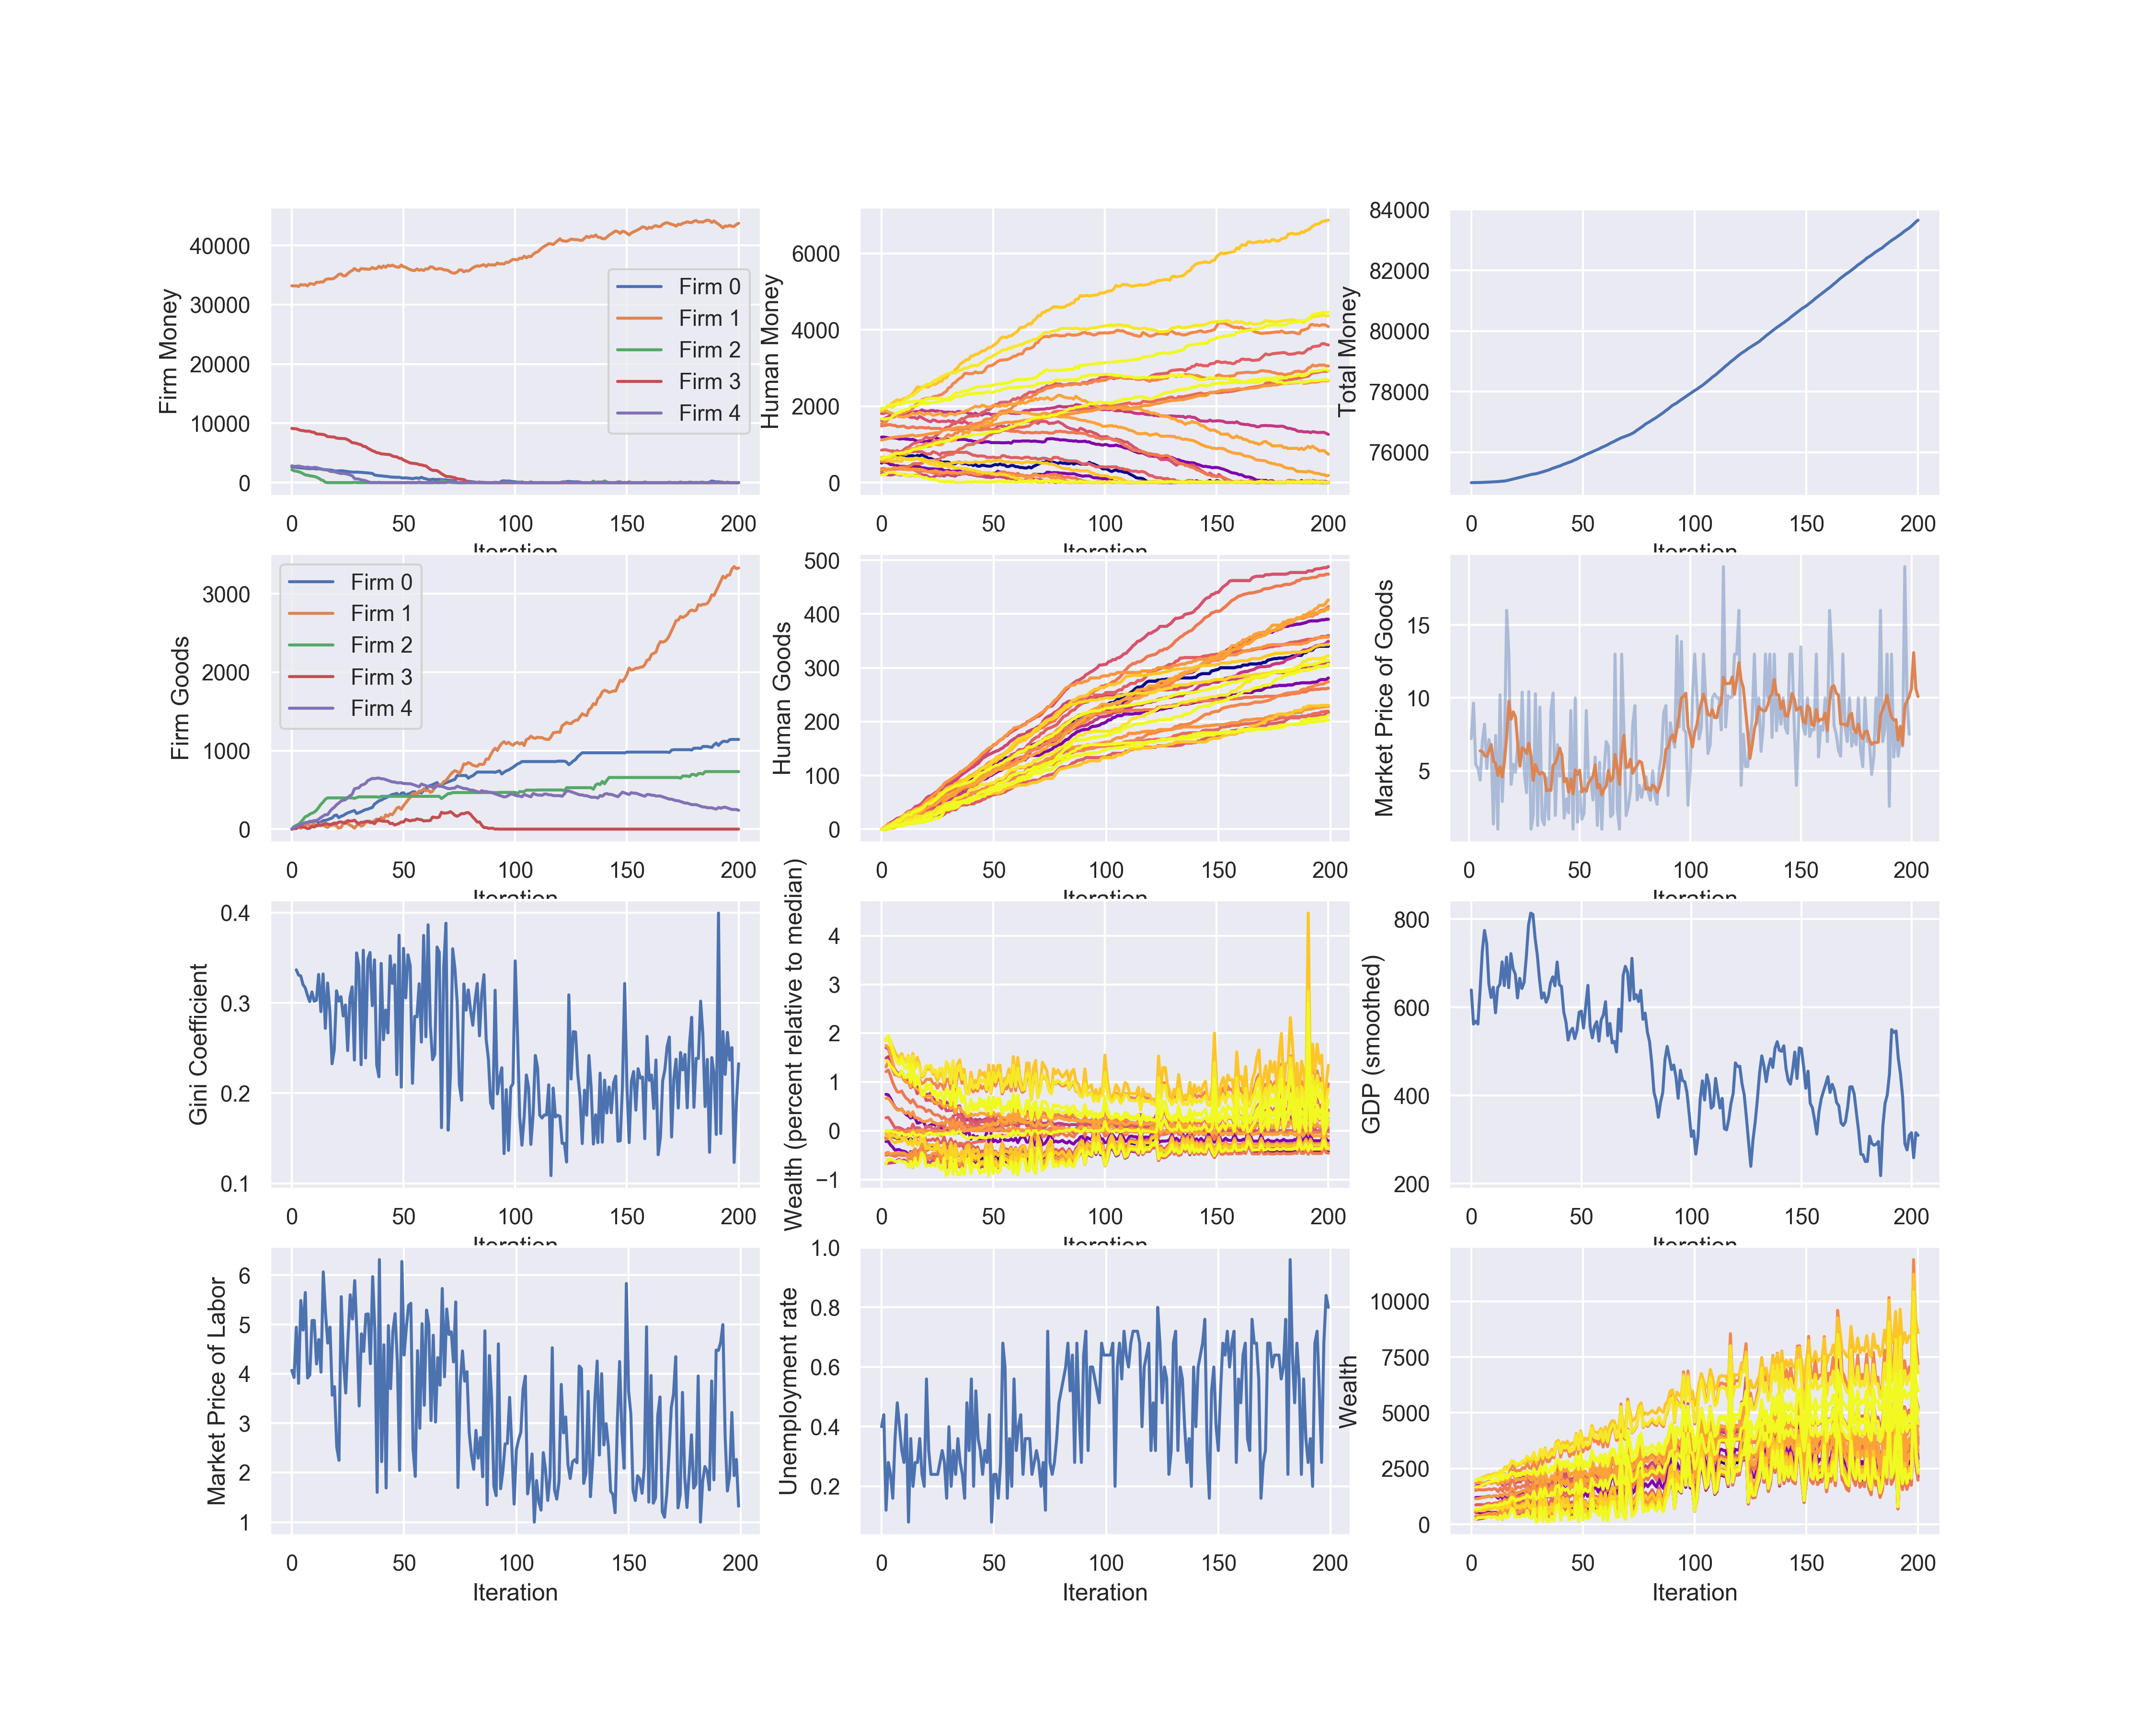 Firm Money
40000
30000
20000
10000
0
Firm 0
Firm 1
Firm 2
Firm 3
Firm 4
0 50 100 150 200
Iteration
Human Money
6000
4000
2000
0
0 50 100 150 200
Iteration
Total Money
84000
82000
80000
78000
76000
0 50 100 150 200
Iteration
Firm Goods
3000
2000
1000
0
Firm 0
Firm 1
Firm 2
Firm 3
Firm 4
0 50 100 150 200
Iteration
Human Goods
500
400
300
200
100
0
0 50 100 150 200
Iteration
Market Price of Goods
15
10
5
0 50 100 150 200
Iteration
Gini Coefficient
0.4
0.3
0.2
0.1
0 50 100 150 200
Iteration
Wealth (percent relative to median)
4
3
2
1
0
−1
0 50 100 150 200
Iteration
GDP (smoothed)
800
600
400
200
0 50 100 150 200
Iteration
Market Price of Labor
6
5
4
3
2
1
0 50 100 150 200
Iteration
Unemployment rate
1.0
0.8
0.6
0.4
0.2
0 50 100 150 200
Iteration
Wealth
10000
7500
5000
2500
0
0 50 100 150 200
Iteration